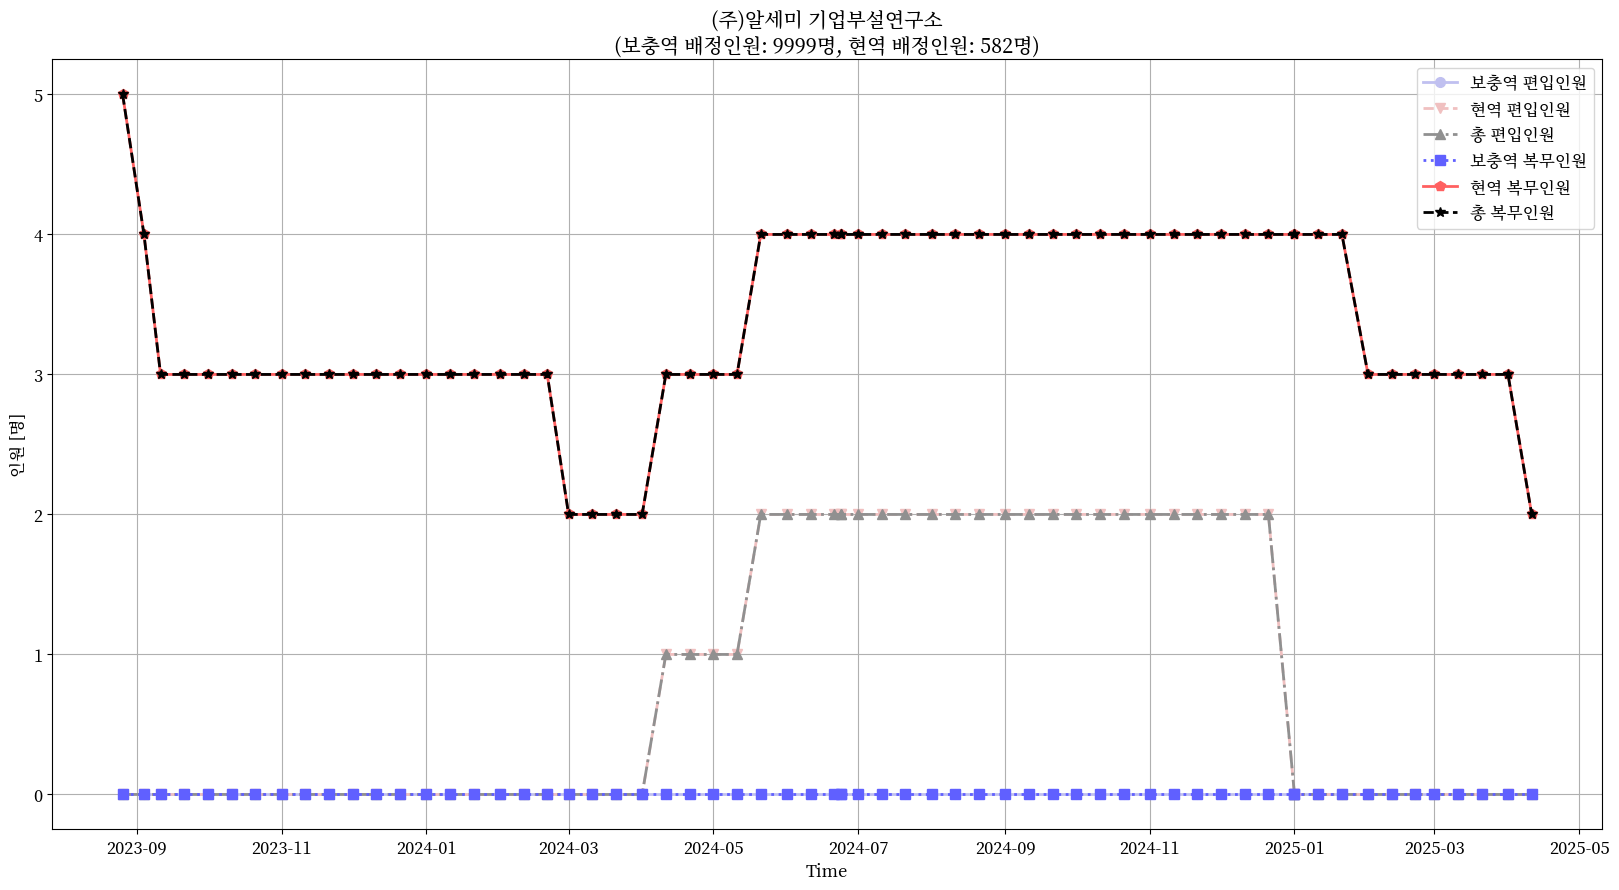 (주)알세미 기업부설연구소
(보충역 배정인원: 9999명, 현역 배정인원: 582명)
보충역 편입인원
현역 편입인원
총 편입인원
보충역 복무인원
현역 복무인원
총 복무인원
5
4
3
2
1
0
인원 [명]
2023-09 2023-11 2024-01 2024-03 2024-05 2024-07 2024-09 2024-11 2025-01 2025-03 2025-05
Time